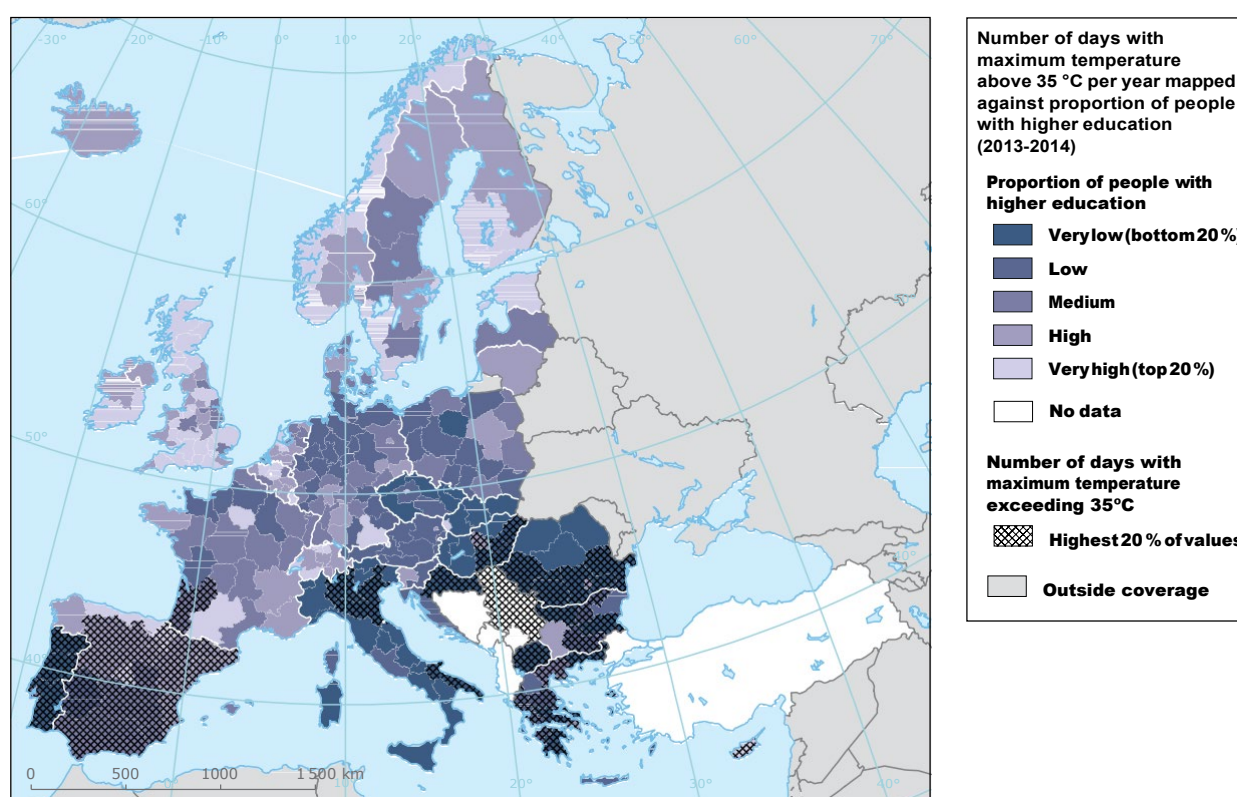 -30° -20° -10° 0° 10° 20° 30° 60° 70°
60°
50°
40°
40°
40°
0 500 1000 1 500 km
0° 10° 20° 30° 40°
Number of days with
maximum temperature
above 35 °C per year mapped
against proportion of people
with higher education
(2013-2014)
Proportion of people with
higher education
Very low (bottom 20 %)
Low
Medium
High
Very high (top 20 %)
No data
Number of days with
maximum temperature
exceeding 35ºC
Highest 20 % of values
Outside coverage